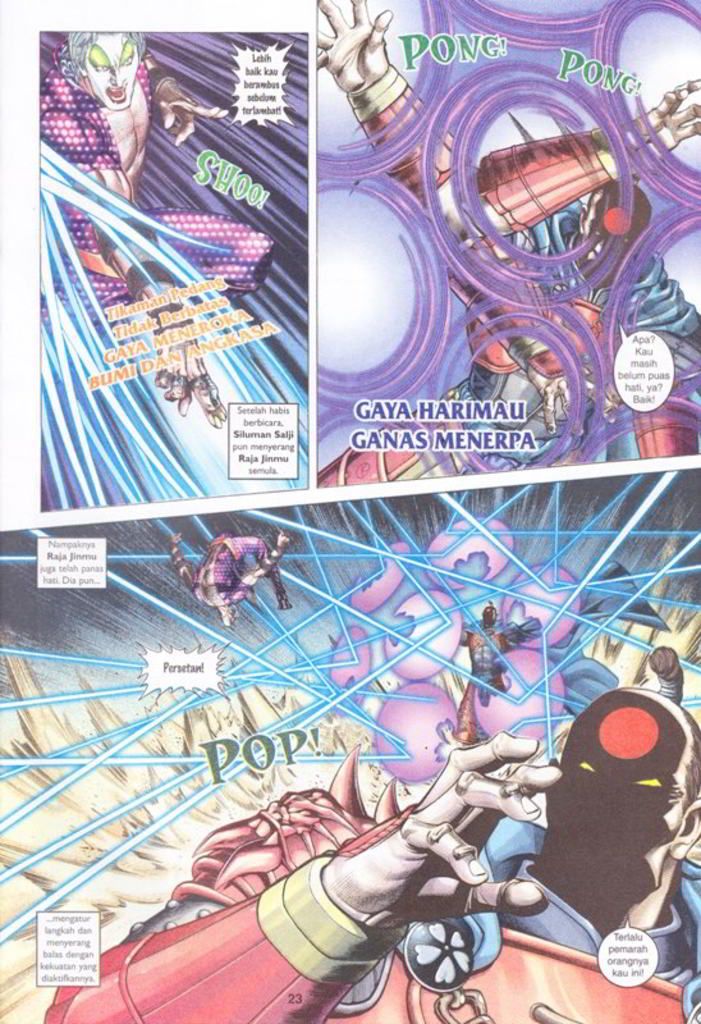 Lebih
baik kau
berambus
sebelum
terlambat!
SHOO!
Tikaman Pedang
Tidak Berbatas
GAYA MENEROKA
BUMI DAN ANGKASA
Setelah habis
berbicara,
Siluman Salji
pun menyerang
Raja Jinmu
semula.
PONG!
PONG!
Apa?
Kau
masih
belum puas
hati, ya?
Baik!
GAYA HARIMAU
GANAS MENERPA
Nampaknya
Raja Jinmu
juga telah panas
hati. Dia pun...
Persetan!
POP!
...mengatur
langkah dan
menyerang
balas dengan
kekuatan yang
diaktifkannya.
Terlalu
pemarah
orangnya
kau ini!
23